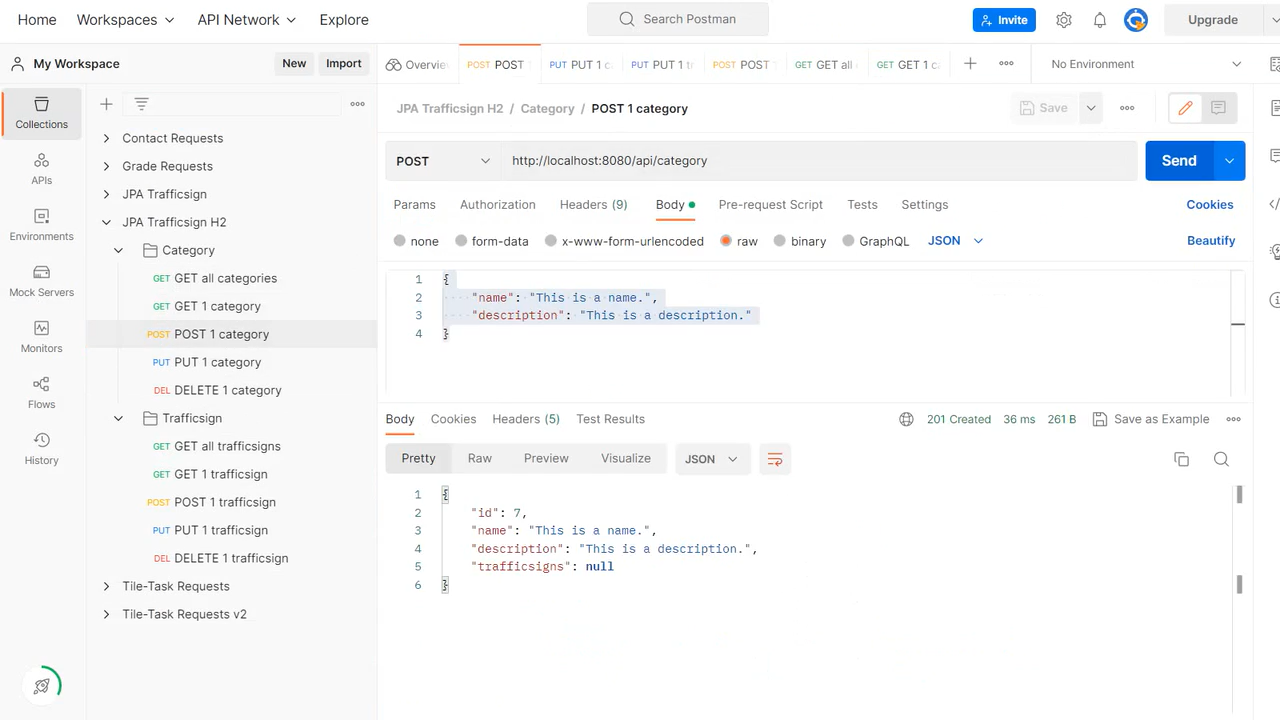 Home Workspaces API Network Explore Search Postman Invite Upgrade
My Workspace New Import Overvie POST POST PUT PUT 1 c PUT PUT 1 t POST POST GET GET all GET GET 1 ca No Environment
Collections
APIs
Environments
Mock Servers
Monitors
Flows
History
Contact Requests
Grade Requests
JPA Trafficsign
JPA Trafficsign H2
Category
GET GET all categories
GET GET 1 category
POST POST 1 category
PUT PUT 1 category
DEL DELETE 1 category
Trafficsign
GET GET all trafficsigns
GET GET 1 trafficsign
POST POST 1 trafficsign
PUT PUT 1 trafficsign
DEL DELETE 1 trafficsign
Tile-Task Requests
Tile-Task Requests v2
JPA Trafficsign H2 / Category / POST 1 category Save
POST http://localhost:8080/api/category Send
Params Authorization Headers (9) Body Pre-request Script Tests Settings Cookies
none form-data x-www-form-urlencoded raw binary GraphQL JSON Beautify
1 {
2 "name": "This is a name.",
3 "description": "This is a description."
4 }
Body Cookies Headers (5) Test Results 201 Created 36 ms 261 B Save as Example
Pretty Raw Preview Visualize JSON
1 {
2 "id": 7,
3 "name": "This is a name.",
4 "description": "This is a description.",
5 "trafficsigns": null
6 }